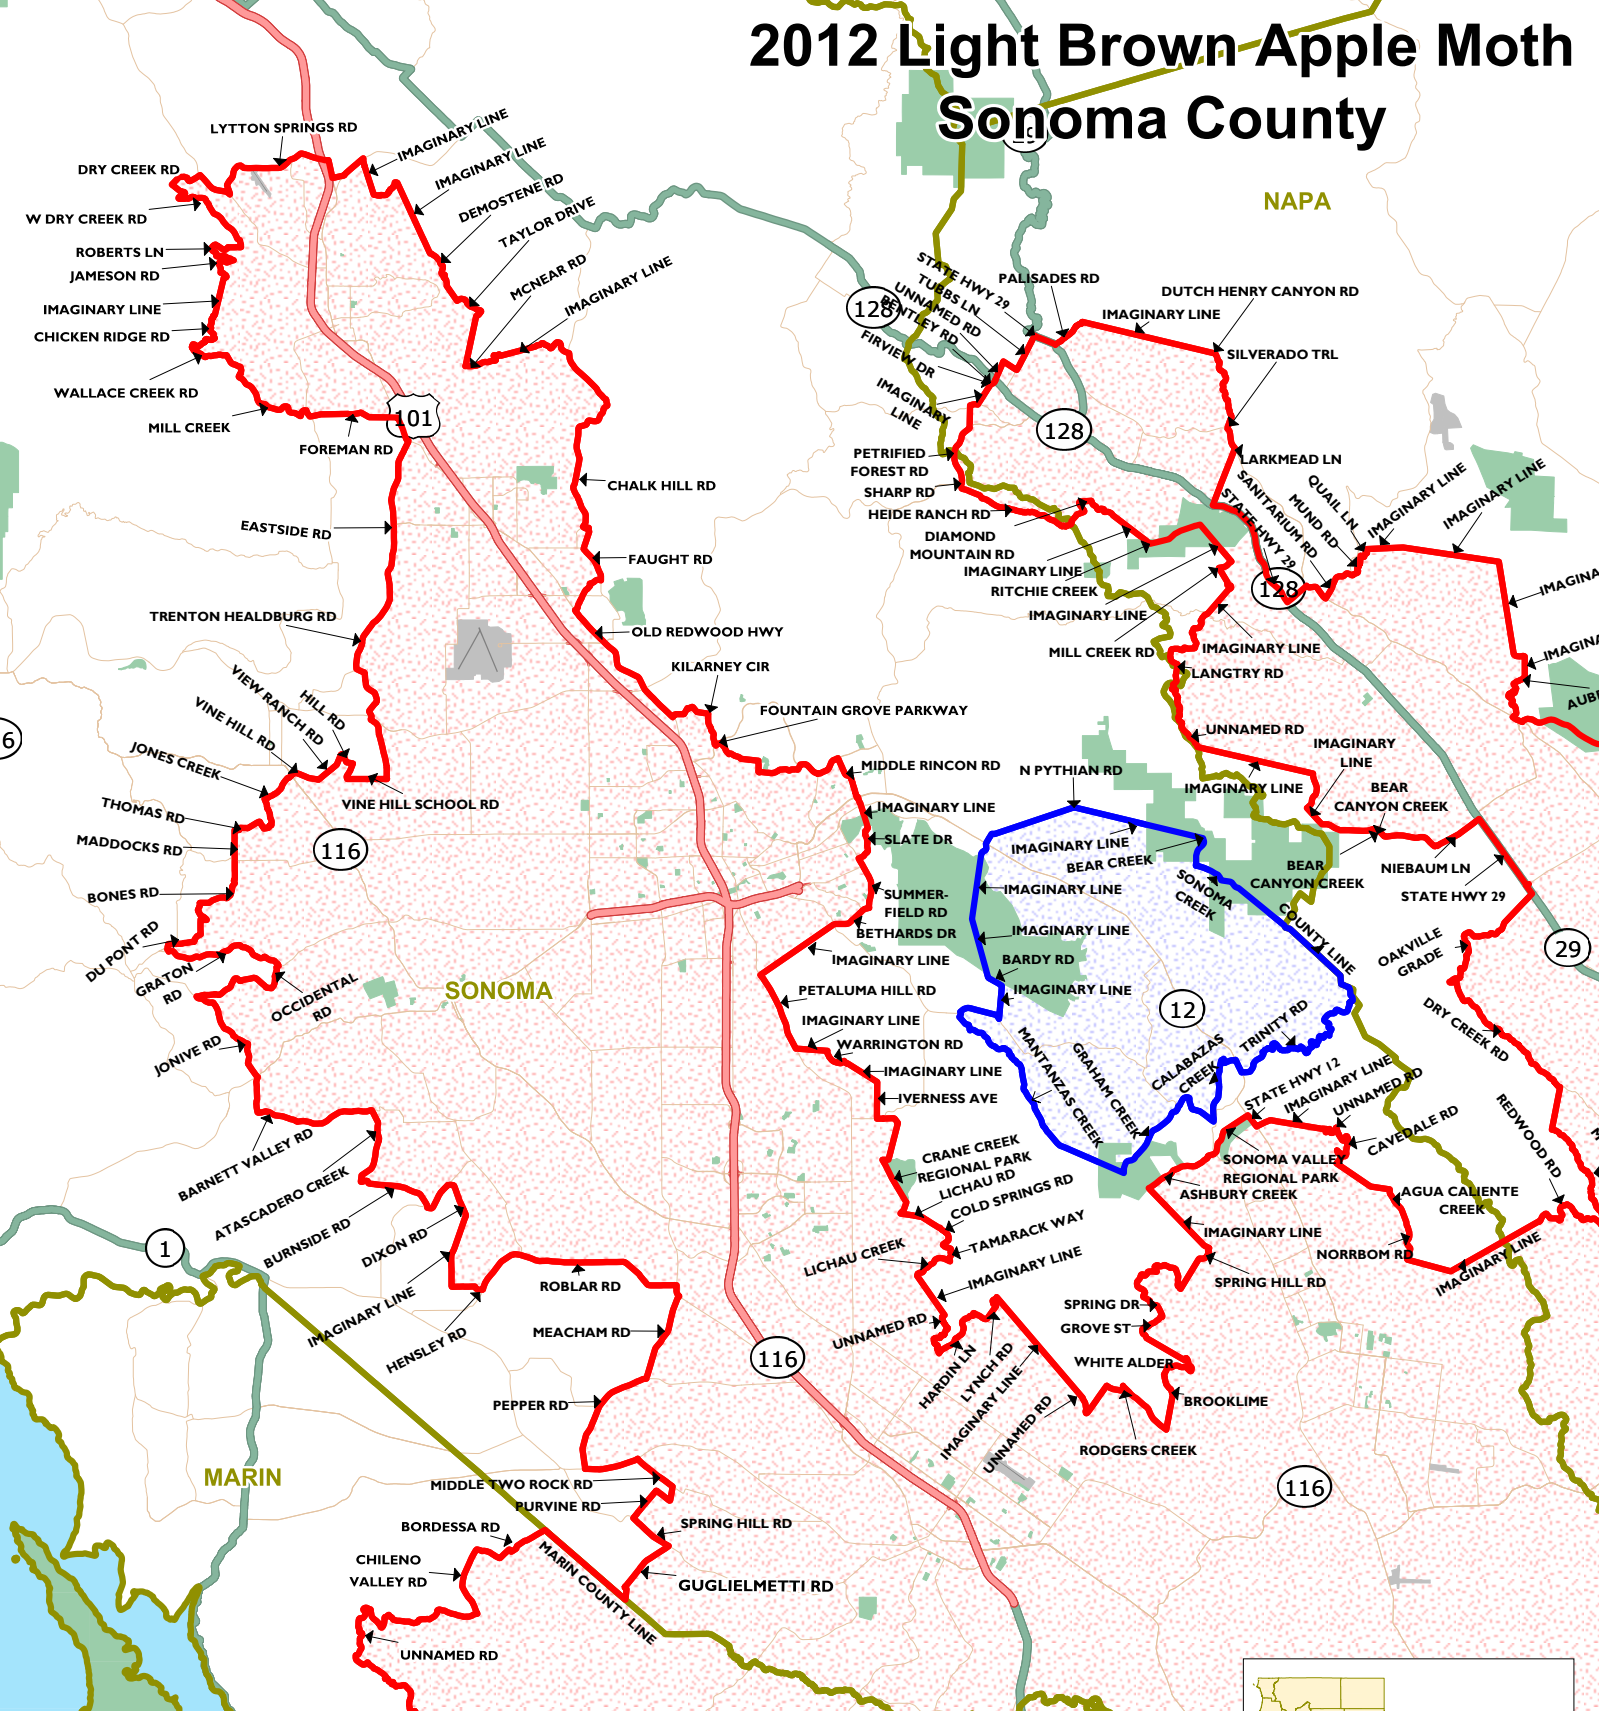 2012 Light Brown Apple Moth
Sonoma County
29
NAPA
LYTTON SPRINGS RD
IMAGINARY LINE
IMAGINARY LINE
DRY CREEK RD
DEMOSTENE RD
TAYLOR DRIVE
W DRY CREEK RD
ROBERTS LN
JAMESON RD
MCNEAR RD
IMAGINARY LINE
IMAGINARY LINE
CHICKEN RIDGE RD
WALLACE CREEK RD
MILL CREEK
FOREMAN RD
101
128
STATE HWY 29
TUBBS LN
UNNAMED RD
BENTLEY RD
FIRVIEW DR
IMAGINARY
LINE
PALISADES RD
DUTCH HENRY CANYON RD
IMAGINARY LINE
SILVERADO TRL
128
PETRIFIED
FOREST RD
SHARP RD
HEIDE RANCH RD
DIAMOND
MOUNTAIN RD
IMAGINARY LINE
RITCHIE CREEK
IMAGINARY LINE
MILL CREEK RD
LARKMEAD LN
SANITARIUM RD
STATE HWY 29
QUAIL LN
MUND RD
IMAGINARY LINE
IMAGINARY LINE
128
IMAGINA
IMAGINA
AUBE
IMAGINARY LINE
LANGTRY RD
UNNAMED RD
CHALK HILL RD
EASTSIDE RD
FAUGHT RD
TRENTON HEALDBURG RD
OLD REDWOOD HWY
KILARNEY CIR
FOUNTAIN GROVE PARKWAY
HILL RD
VIEW RANCH RD
VINE HILL RD
JONES CREEK
6
THOMAS RD
MADDOCKS RD
BONES RD
VINE HILL SCHOOL RD
116
MIDDLE RINCON RD
IMAGINARY LINE
SLATE DR
SUMMER-
FIELD RD
BETHARDS DR
IMAGINARY LINE
N PYTHIAN RD
IMAGINARY LINE
BEAR CREEK
IMAGINARY LINE
IMAGINARY LINE
BARDY RD
IMAGINARY LINE
SONOMA
CREEK
COUNTY LINE
IMAGINARY LINE
IMAGINARY
LINE
BEAR
CANYON CREEK
BEAR
CANYON CREEK
NIEBAUM LN
STATE HWY 29
29
OAKVILLE
GRADE
DRY CREEK RD
REDWOOD RD
M
DU PONT RD
GRATON
RD
OCCIDENTAL
RD
JONIVE RD
SONOMA
PETALUMA HILL RD
IMAGINARY LINE
WARRINGTON RD
IMAGINARY LINE
IVERNESS AVE
12
MANTANZAS CREEK
GRAHAM CREEK
CALABAZAS
CREEK
TRINITY RD
STATE HWY 12
IMAGINARY LINE
UNNAMED RD
CAVEDALE RD
BARNETT VALLEY RD
ATASCADERO CREEK
BURNSIDE RD
DIXON RD
IMAGINARY LINE
HENSLEY RD
1
CRANE CREEK
REGIONAL PARK
LICHAU RD
COLD SPRINGS RD
TAMARACK WAY
LICHAU CREEK
IMAGINARY LINE
UNNAMED RD
SONOMA VALLEY
REGIONAL PARK
ASHBURY CREEK
IMAGINARY LINE
SPRING HILL RD
AGUA CALIENTE
CREEK
NORRBOM RD
IMAGINARY LINE
ROBLAR RD
MEACHAM RD
116
PEPPER RD
SPRING DR
GROVE ST
WHITE ALDER
BROOKLIME
HARDIN LN
LYNCH RD
IMAGINARY LINE
UNNAMED RD
RODGERS CREEK
116
MARIN
MIDDLE TWO ROCK RD
PURVINE RD
BORDESSA RD
SPRING HILL RD
CHILENO
VALLEY RD
MARIN COUNTY LINE
GUGLIELMETTI RD
UNNAMED RD